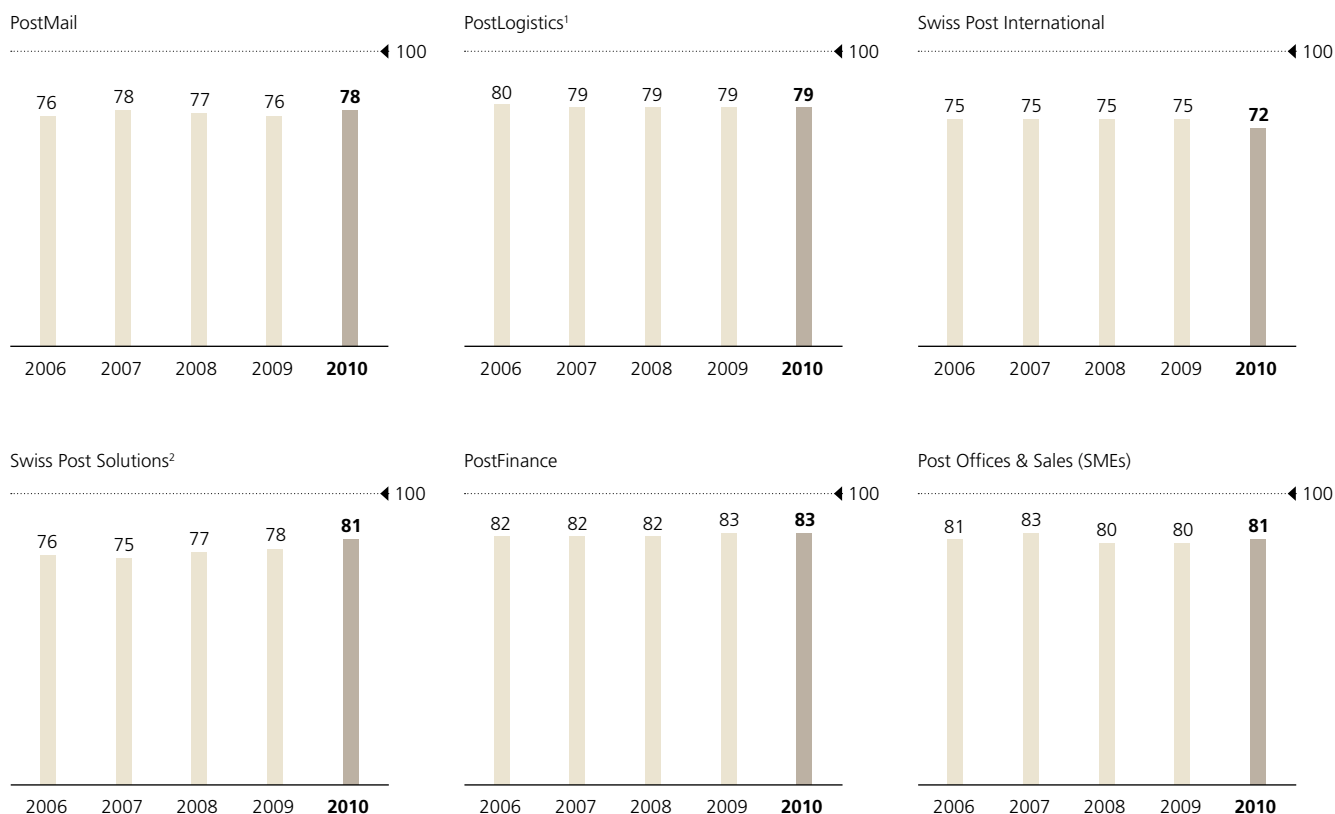 PostMail
100
76 78 77 76 78
2006 2007 2008 2009 2010
PostLogistics¹
100
80 79 79 79 79
2006 2007 2008 2009 2010
Swiss Post International
100
75 75 75 75 72
2006 2007 2008 2009 2010
Swiss Post Solutions²
100
76 75 77 78 81
2006 2007 2008 2009 2010
PostFinance
100
82 82 82 83 83
2006 2007 2008 2009 2010
Post Offices & Sales (SMEs)
100
81 83 80 80 81
2006 2007 2008 2009 2010